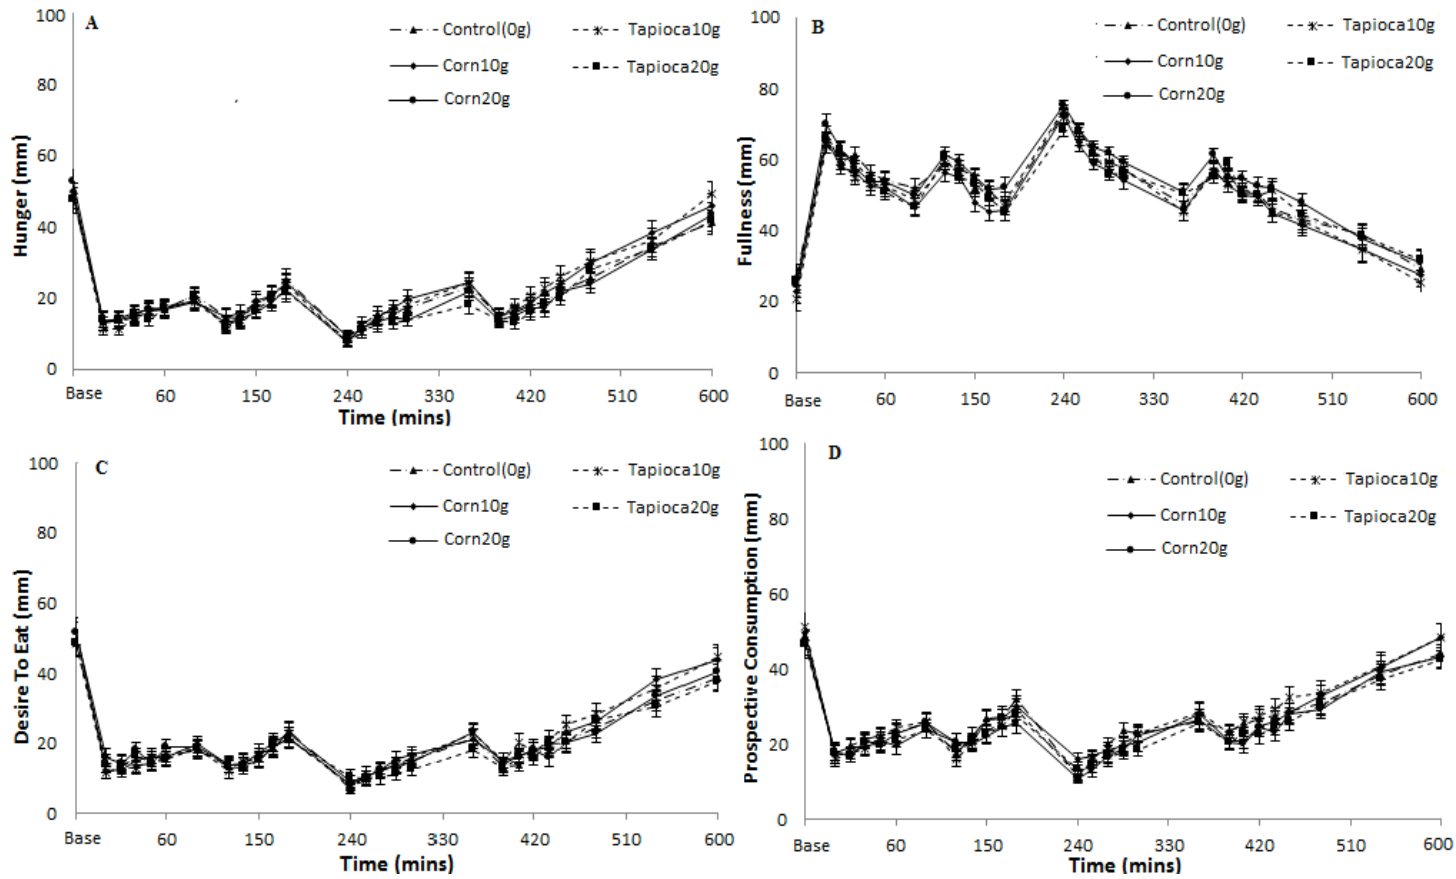 A
Control(0g) Tapioca10g
Corn10g Tapioca20g
Corn20g
Hunger (mm)
100
80
60
40
20
0
Base 60 150 240 330 420 510 600
Time (mins)
B
Control(0g) Tapioca10g
Corn10g Tapioca20g
Corn20g
Fullness (mm)
100
80
60
40
20
0
Base 60 150 240 330 420 510 600
Time (mins)
C
Control(0g) Tapioca10g
Corn10g Tapioca20g
Corn20g
Desire To Eat (mm)
100
80
60
40
20
0
Base 60 150 240 330 420 510 600
Time (mins)
D
Control(0g) Tapioca10g
Corn10g Tapioca20g
Corn20g
Prospective Consumption (mm)
100
80
60
40
20
0
Base 60 150 240 330 420 510 600
Time (mins)